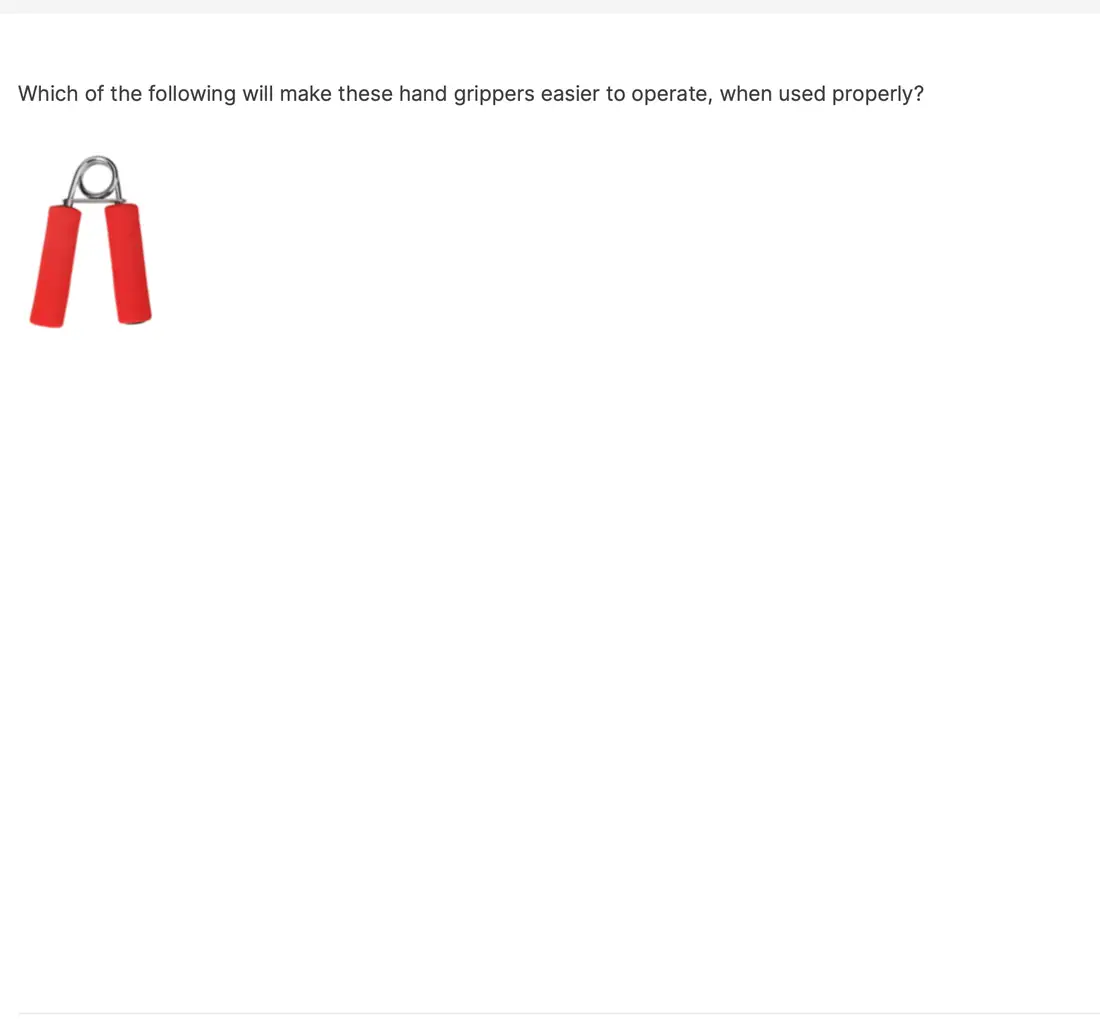 Which of the following will make these hand grippers easier to operate, when used properly?